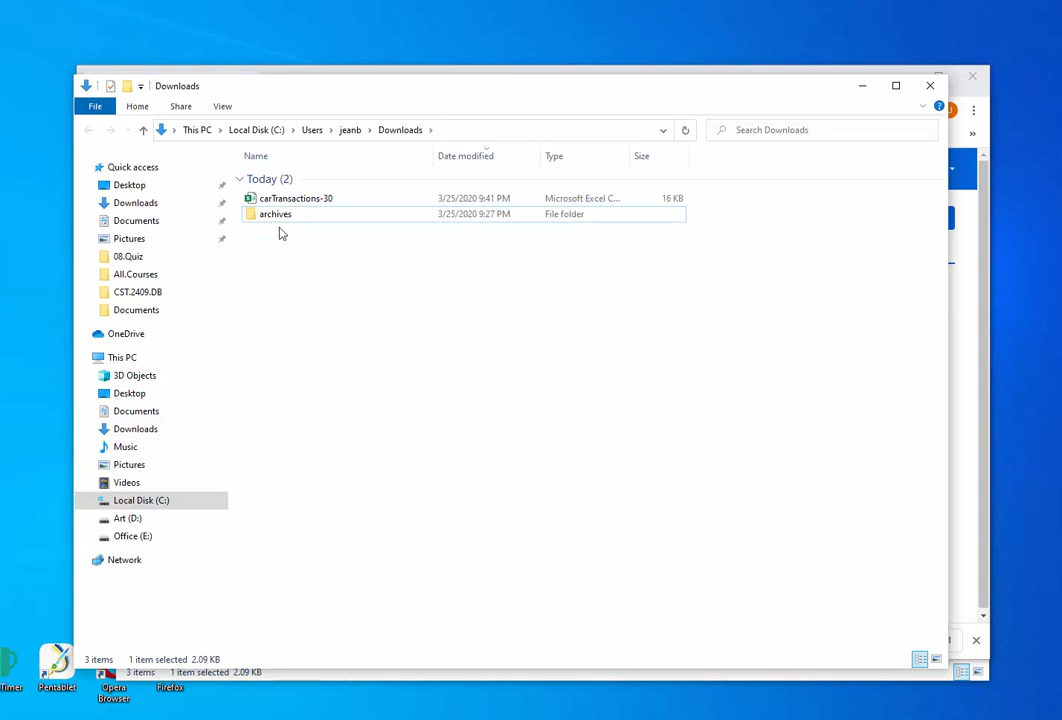 Downloads
File Home Share View
This PC Local Disk (C:) Users jeanb Downloads Search Downloads
Name Date modified Type Size
Quick access Today (2)
Desktop carTransactions-30 3/25/2020 9:41 PM Microsoft Excel C... 16 KB
Downloads archives 3/25/2020 9:27 PM File folder
Documents
Pictures
08.Quiz
All.Courses
CST.2409.DB
Documents
OneDrive
This PC
3D Objects
Desktop
Documents
Downloads
Music
Pictures
Videos
Local Disk (C:)
Art (D:)
Office (E:)
Network
3 items 1 item selected 2.09 KB
3 items 1 item selected 2.09 KB
Timer Pentablet Opera Browser Firefox